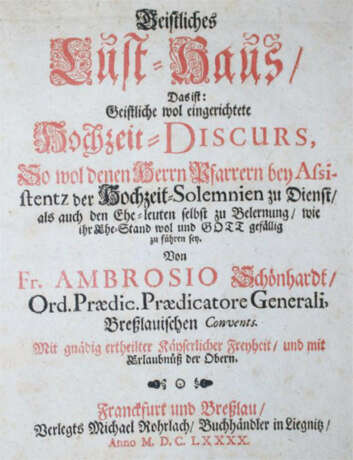 Geistliches
Lust-Haus/
Das ist:
Geistliche wol eingerichtete
Hochzeit-DISCURS,
So wol denen Herrn Pfarrern bey Assi-
stentz der Hochzeit-Solemnien zu Dienst/
als auch den Ehe-leuten selbst zu Belernung/ wie
ihr Ehe-Stand wol und GOTT gefällig
zu führen sey.
Von
Fr. AMBROSIO Schönhardt/
Ord. Prædic. Prædicatore Generali,
Breßlauischen Convents.
Mit gnädig ertheilter Käyserlicher Freyheit/ und mit
Erlaubnüß der Obern.
Franckfurt und Breßlau/
Verlegts Michael Rohrlach/ Buchhändler in Liegnitz/
Anno M. D. C. LXXXX.